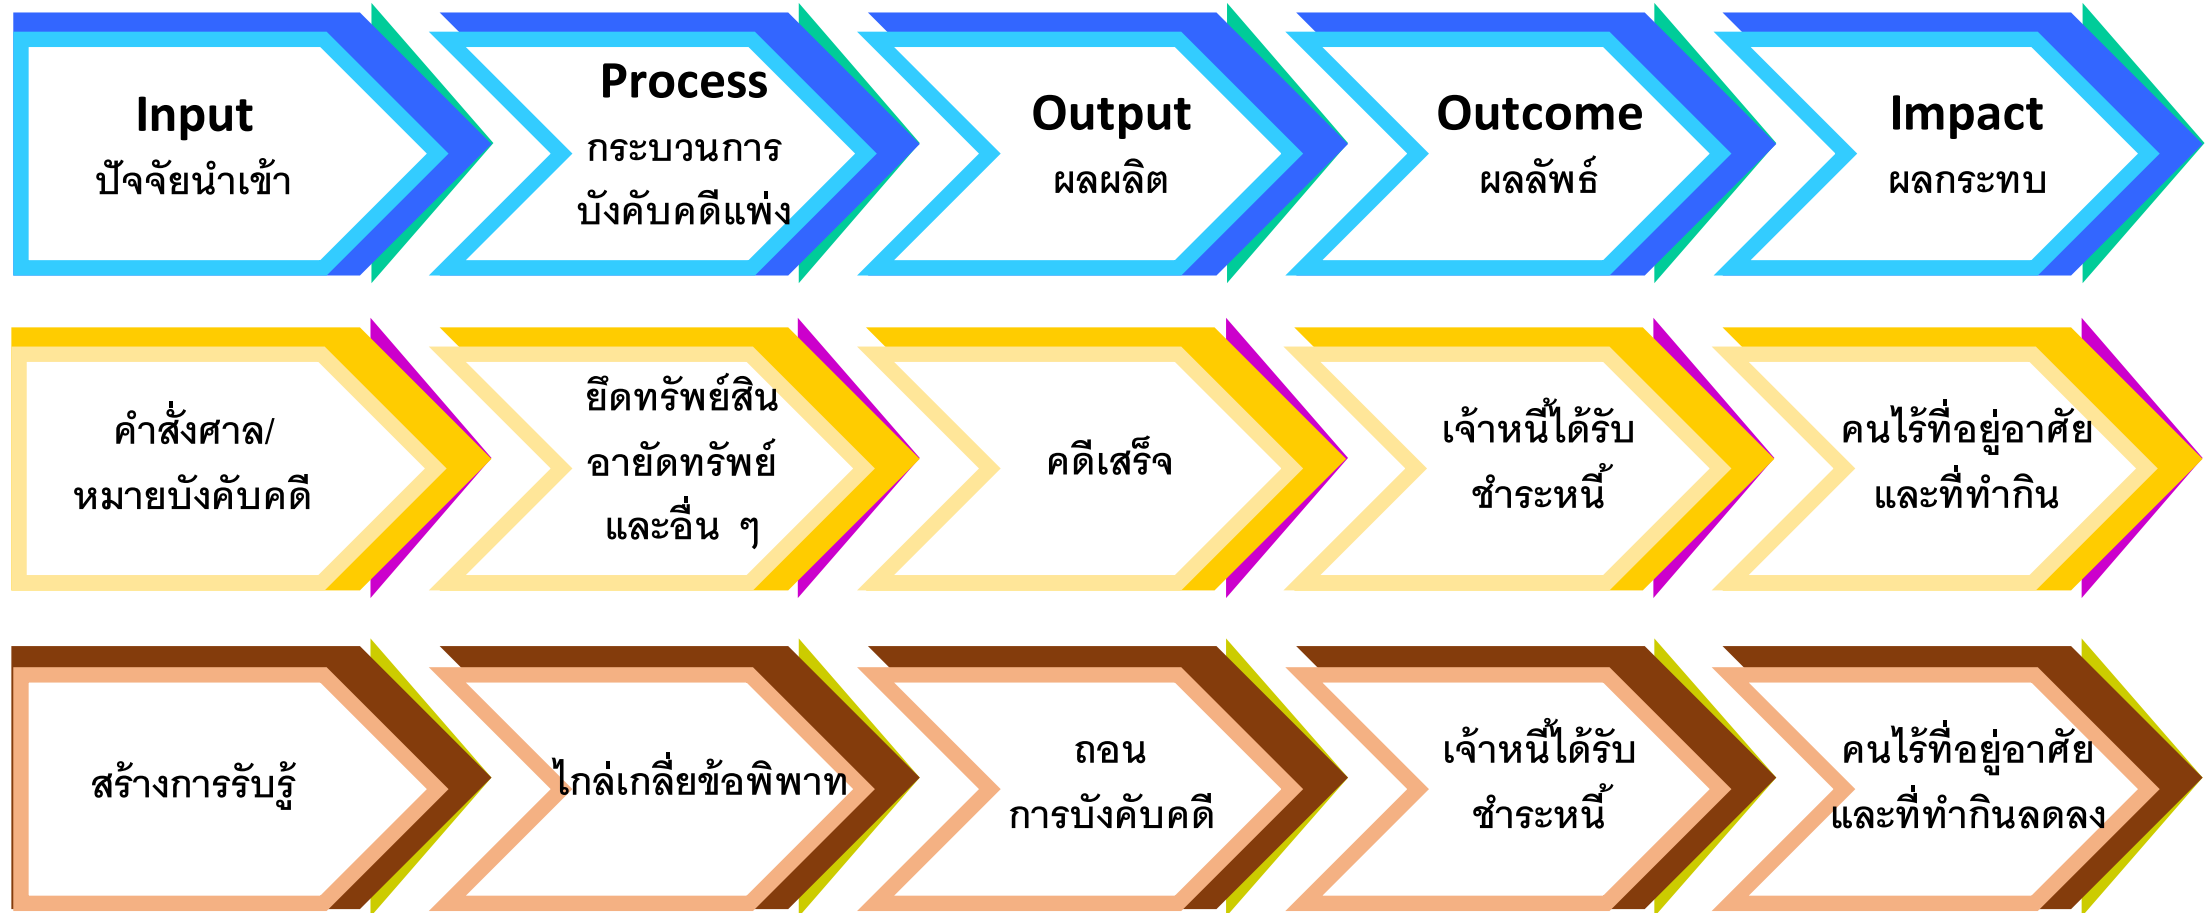 Input
ปัจจัยนำเข้า
Process
กระบวนการ
บังคับคดีแพ่ง
Output
ผลผลิต
Outcome
ผลลัพธ์
Impact
ผลกระทบ
คำสั่งศาล/
หมายบังคับคดี
ยึดทรัพย์สิน
อายัดทรัพย์
และอื่น ๆ
คดีเสร็จ
เจ้าหนี้ได้รับ
ชำระหนี้
คนไร้ที่อยู่อาศัย
และที่ทำกิน
สร้างการรับรู้
ไกล่เกลี่ยข้อพิพาท
ถอน
การบังคับคดี
เจ้าหนี้ได้รับ
ชำระหนี้
คนไร้ที่อยู่อาศัย
และที่ทำกินลดลง